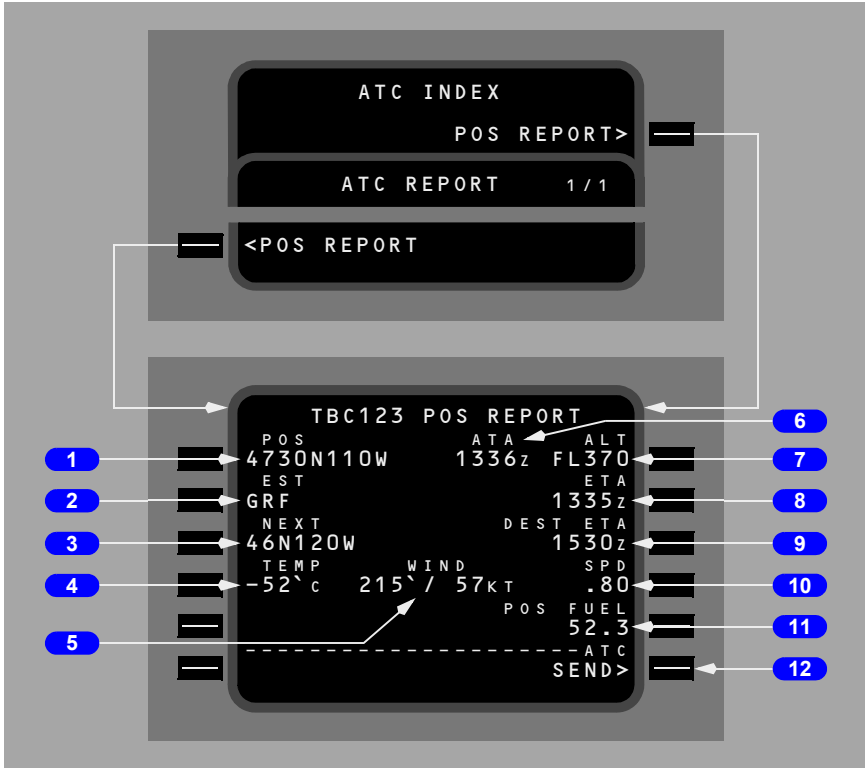 ATC INDEX
POS REPORT>
ATC REPORT 1/1
<POS REPORT
TBC123 POS REPORT
POS ATA ALT
4730N110W 1336z FL370
EST ETA
GRF 1335z
NEXT DEST ETA
46N120W 1530z
TEMP WIND SPD
-52`C 215`/ 57KT .80
POS FUEL
52.3
--------------------ATC
SEND>
1
2
3
4
5
6
7
8
9
10
11
12